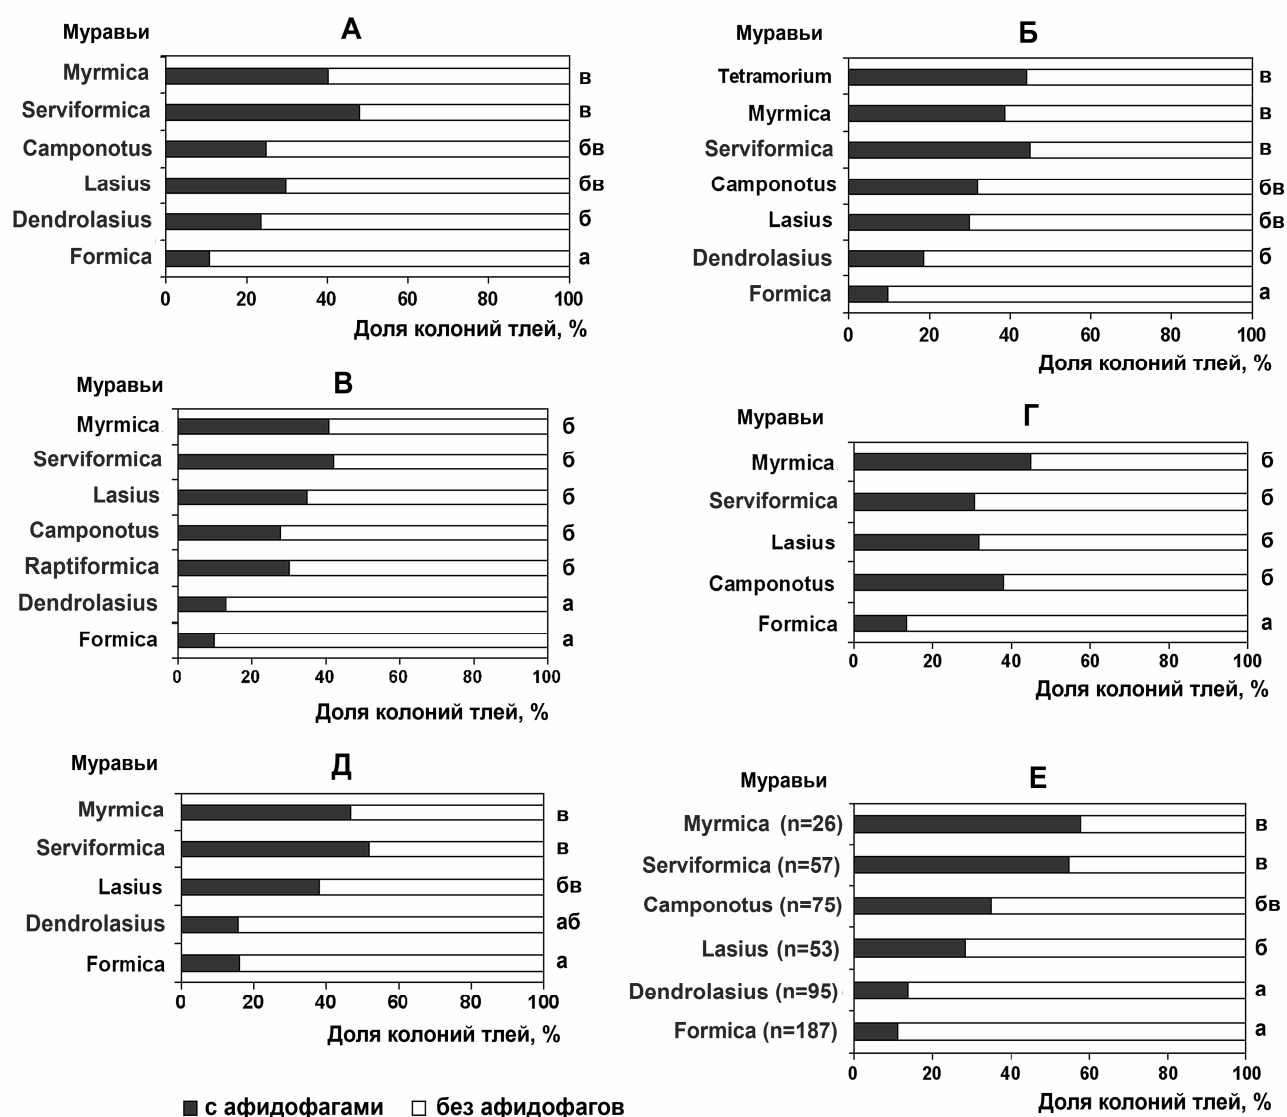 Муравьи А
Myrmica в
Serviformica в
Camponotus бв
Lasius бв
Dendrolasius б
Formica а
0 20 40 60 80 100
Доля колоний тлей, %
Муравьи Б
Tetramorium в
Myrmica в
Serviformica в
Camponotus бв
Lasius бв
Dendrolasius б
Formica а
0 20 40 60 80 100
Доля колоний тлей, %
Муравьи В
Myrmica б
Serviformica б
Lasius б
Camponotus б
Raptiformica б
Dendrolasius а
Formica а
0 20 40 60 80 100
Доля колоний тлей, %
Муравьи Г
Myrmica б
Serviformica б
Lasius б
Camponotus б
Formica а
0 20 40 60 80 100
Доля колоний тлей, %
Муравьи Д
Myrmica в
Serviformica в
Lasius бв
Dendrolasius аб
Formica а
0 20 40 60 80 100
Доля колоний тлей, %
Муравьи Е
Myrmica (n=26) в
Serviformica (n=57) в
Camponotus (n=75) бв
Lasius (n=53) б
Dendrolasius (n=95) а
Formica (n=187) а
0 20 40 60 80 100
Доля колоний тлей, %
с афидофагами без афидофагов